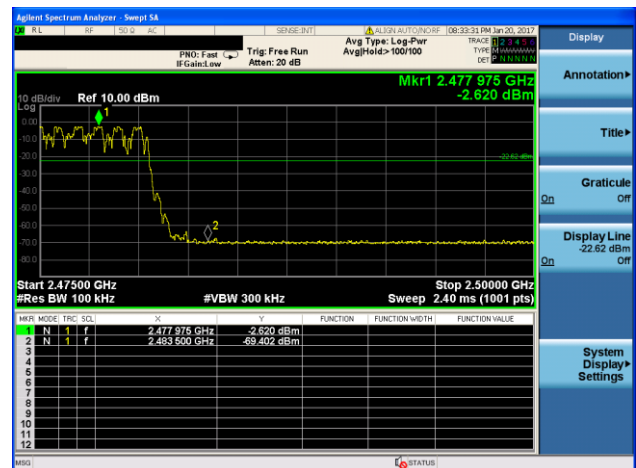 Agilent Spectrum Analyzer - Swept SA
RL RF 50 Ω AC SENSE:INT ALIGN AUTO/NO RF 08:33:31 PM Jan 20, 2017
Display
Avg Type: Log-Pwr
TRACE 1 2 3 4 5 6
PNO: Fast Trig: Free Run Avg|Hold:> 100/100
TYPE M
IFGain:Low Atten: 20 dB
DET P N N N N N
Mkr1 2.477 975 GHz
-2.620 dBm
10 dB/div Ref 10.00 dBm
Log
1
0.00
-10.0
-20.0
-22.62 dBm
-30.0
-40.0
-50.0
-60.0
2
-70.0
-80.0
Start 2.47500 GHz Stop 2.50000 GHz
#Res BW 100 kHz #VBW 300 kHz Sweep 2.40 ms (1001 pts)
MKR MODE TRC SCL X Y FUNCTION FUNCTION WIDTH FUNCTION VALUE
1 N 1 f 2.477 975 GHz -2.620 dBm
2 N 1 f 2.483 500 GHz -69.402 dBm
3
4
5
6
7
8
9
10
11
12
MSG STATUS
Annotation
Title
Graticule
On Off
Display Line
-22.62 dBm
On Off
System
Display
Settings